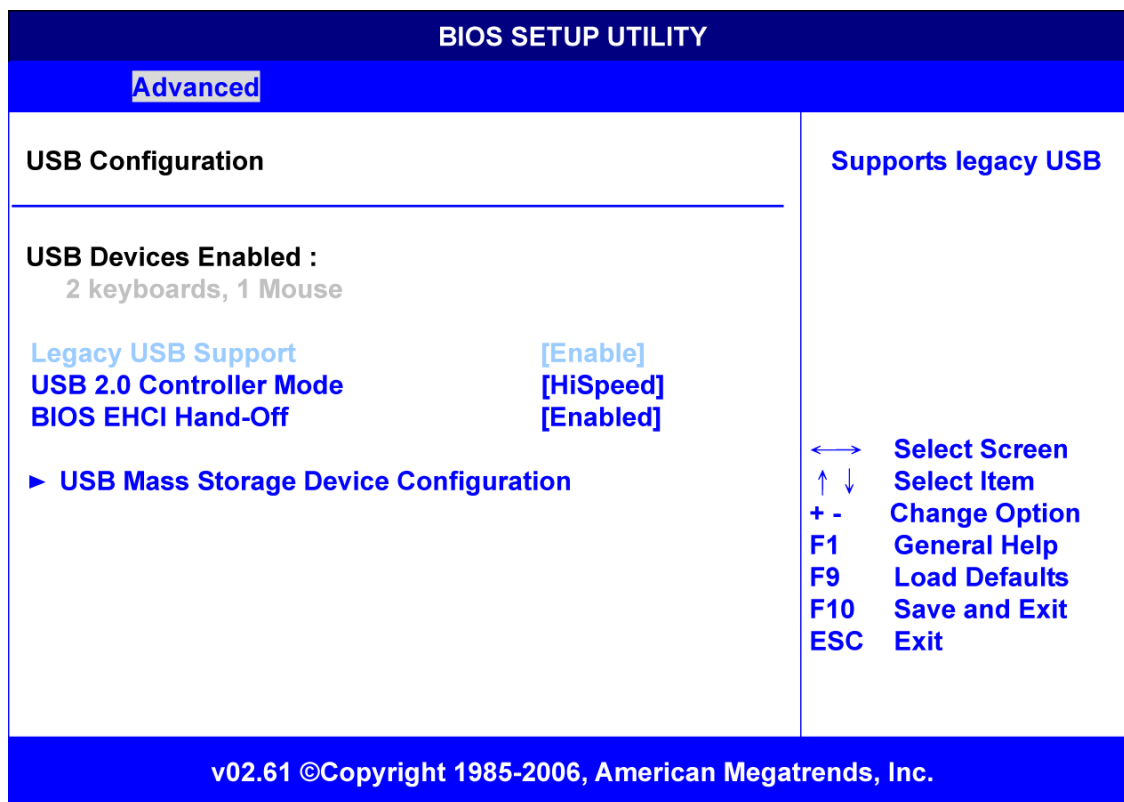 BIOS SETUP UTILITY
Advanced
USB Configuration
Supports legacy USB
USB Devices Enabled :
2 keyboards, 1 Mouse
Legacy USB Support [Enable]
USB 2.0 Controller Mode [HiSpeed]
BIOS EHCI Hand-Off [Enabled]
► USB Mass Storage Device Configuration
←→ Select Screen
↑ ↓ Select Item
+ - Change Option
F1 General Help
F9 Load Defaults
F10 Save and Exit
ESC Exit
v02.61 ©Copyright 1985-2006, American Megatrends, Inc.